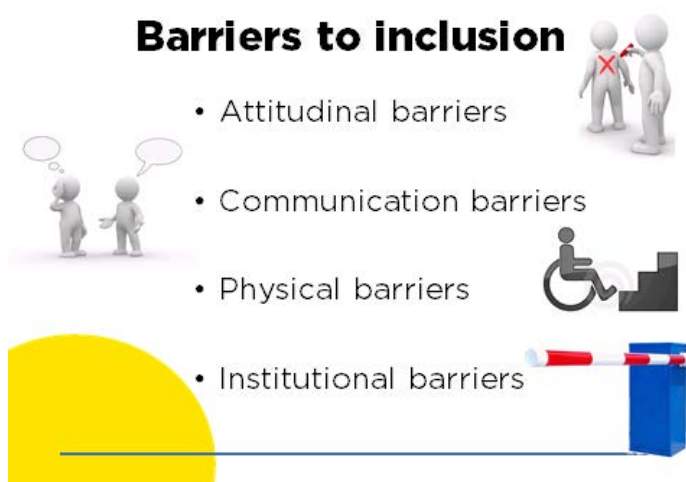 Barriers to inclusion
• Attitudinal barriers
• Communication barriers
• Physical barriers
• Institutional barriers